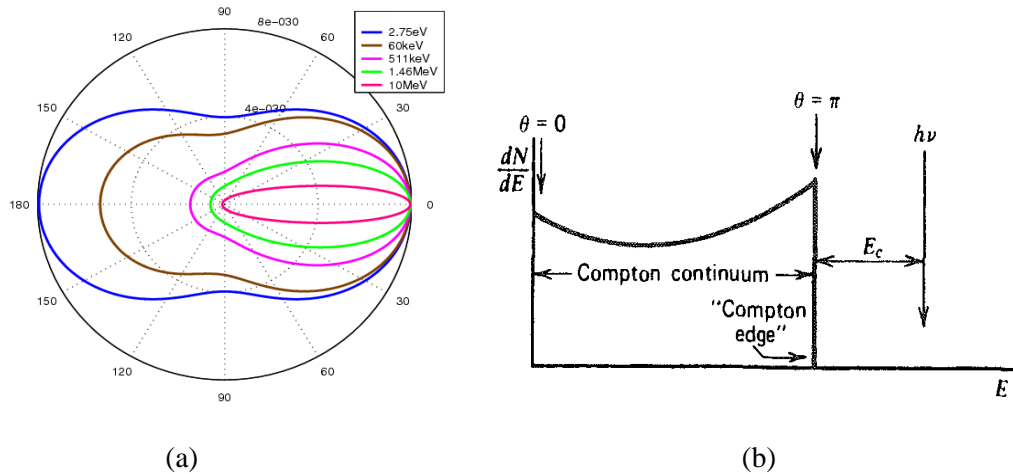 90
8e-030
120
60
2.75eV
60keV
511keV
1.46MeV
10MeV
150
4e-030
30
180
0
150
30
120
60
90
(a)
θ = 0
θ = π
hν
dN
dE
E_c
Compton continuum
"Compton
edge"
E
(b)